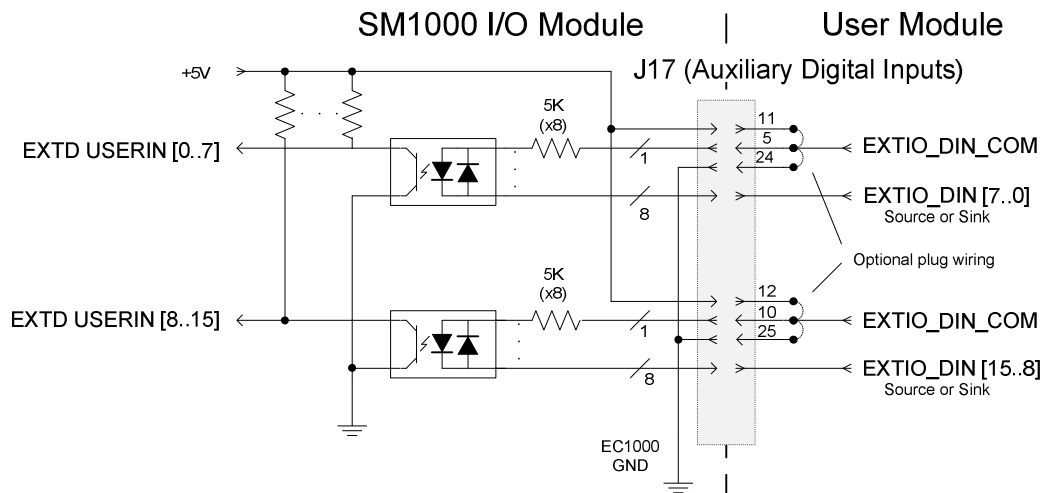 SM1000 I/O Module
User Module
J17 (Auxiliary Digital Inputs)
+5V
5K
(x8)
11
5
24
EXTD USERIN [0..7]
1
EXTIO_DIN_COM
8
EXTIO_DIN [7..0]
Source or Sink
Optional plug wiring
5K
(x8)
12
10
25
EXTD USERIN [8..15]
1
EXTIO_DIN_COM
8
EXTIO_DIN [15..8]
Source or Sink
EC1000
GND